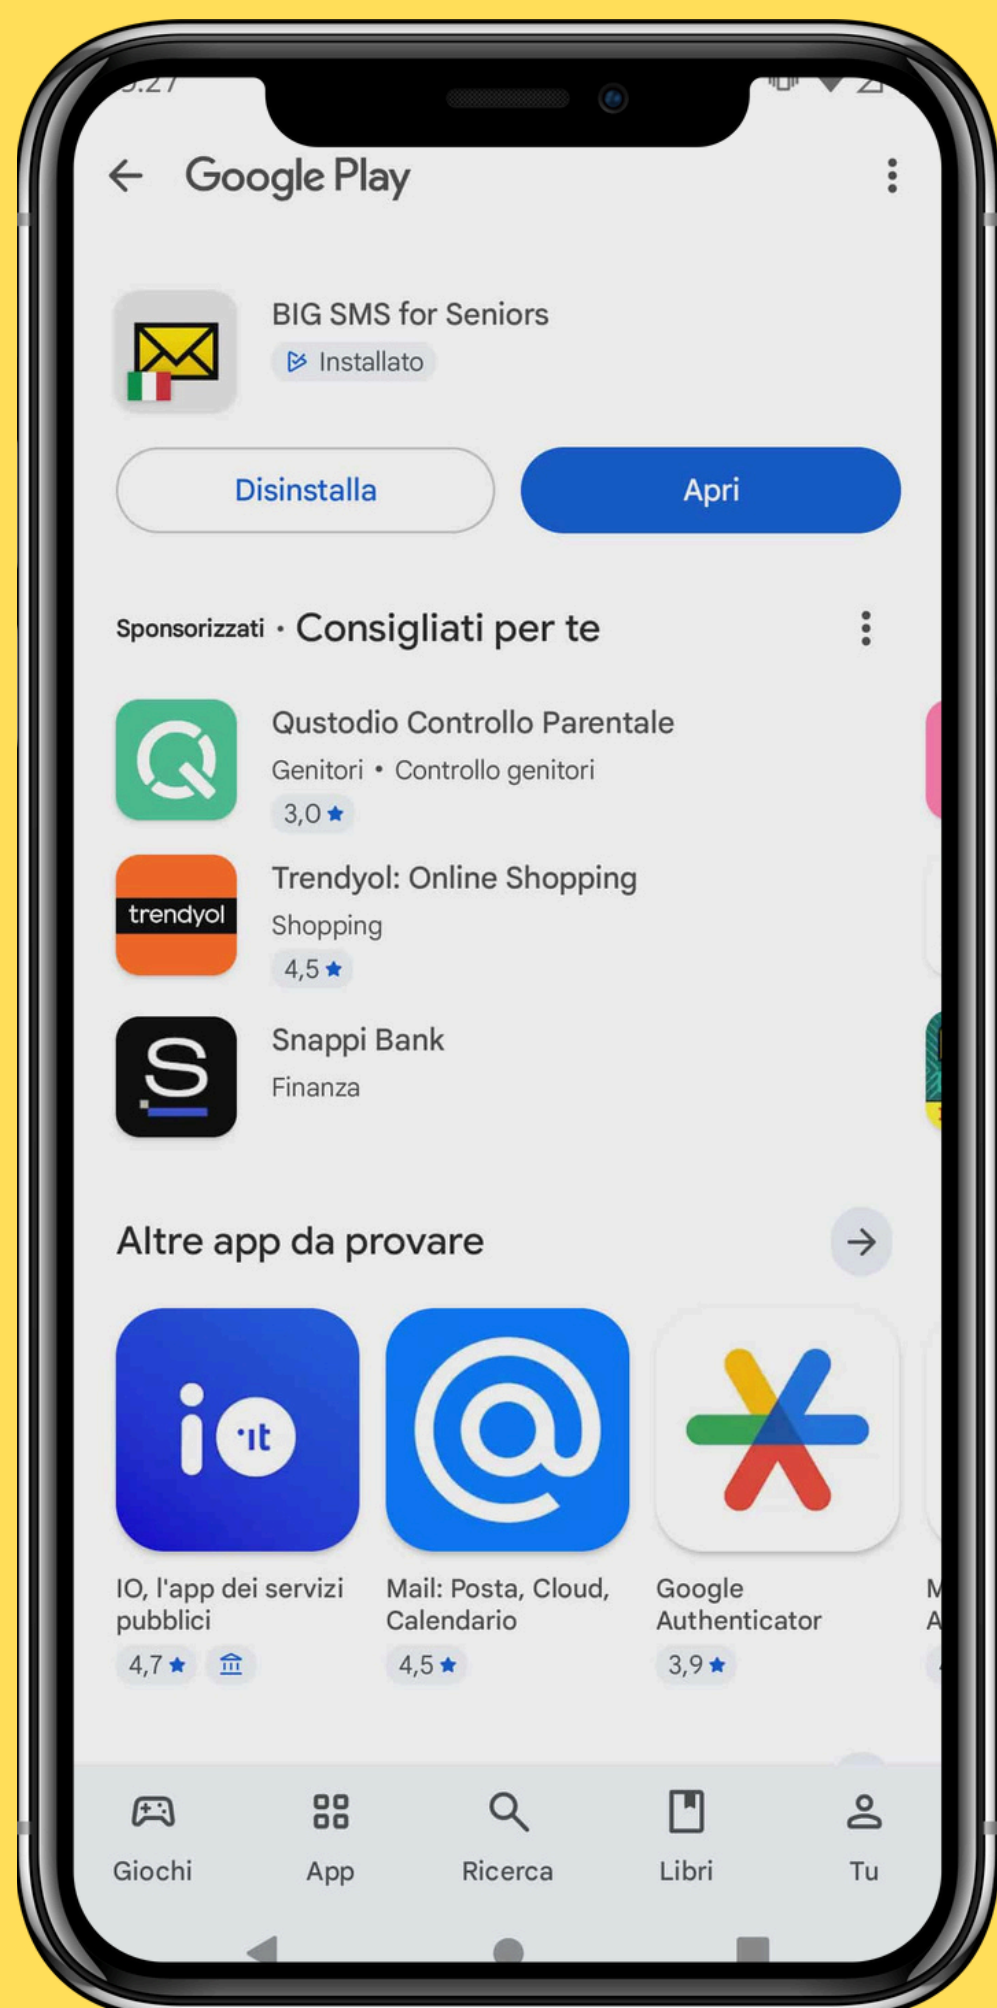 Google Play
BIG SMS for Seniors
Installato
Disinstalla
Apri
Sponsorizzati · Consigliati per te
Qustodio Controllo Parentale
Genitori • Controllo genitori
3,0 ★
trendyol
Trendyol: Online Shopping
Shopping
4,5 ★
S
Snappi Bank
Finanza
Altre app da provare
io it
IO, l'app dei servizi
pubblici
4,7 ★
Mail: Posta, Cloud,
Calendario
4,5 ★
Google
Authenticator
3,9 ★
Giochi
App
Ricerca
Libri
Tu